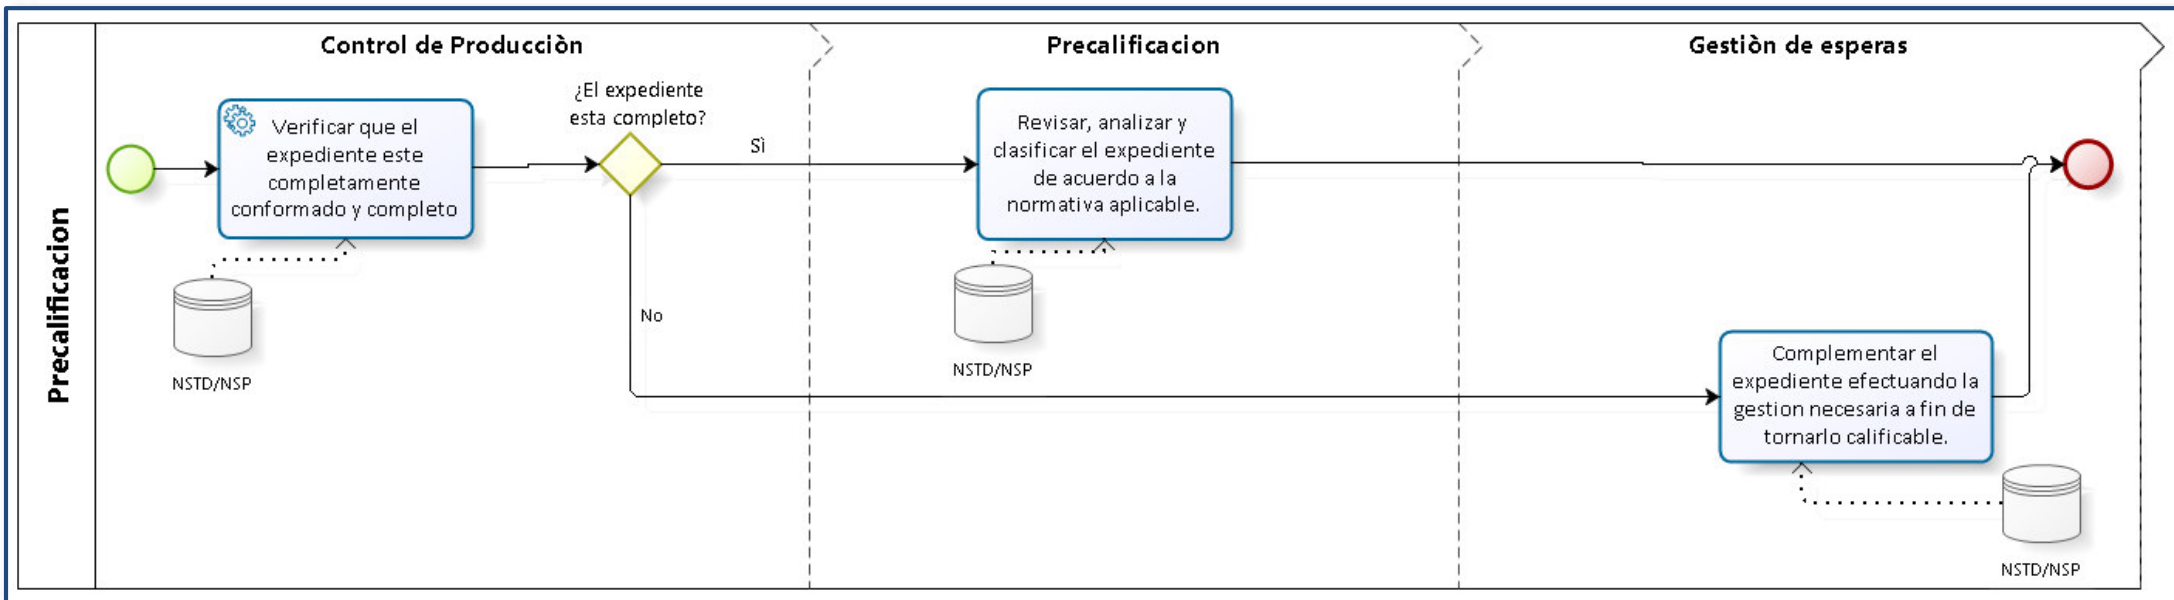 Precalificacion
Control de Producciòn
Precalificacion
Gestiòn de esperas
¿El expediente
esta completo?
Verificar que el
expediente este
completamente
conformado y completo
Sì
No
NSTD/NSP
Revisar, analizar y
clasificar el expediente
de acuerdo a la
normativa aplicable.
NSTD/NSP
Complementar el
expediente efectuando la
gestion necesaria a fin de
tornarlo calificable.
NSTD/NSP